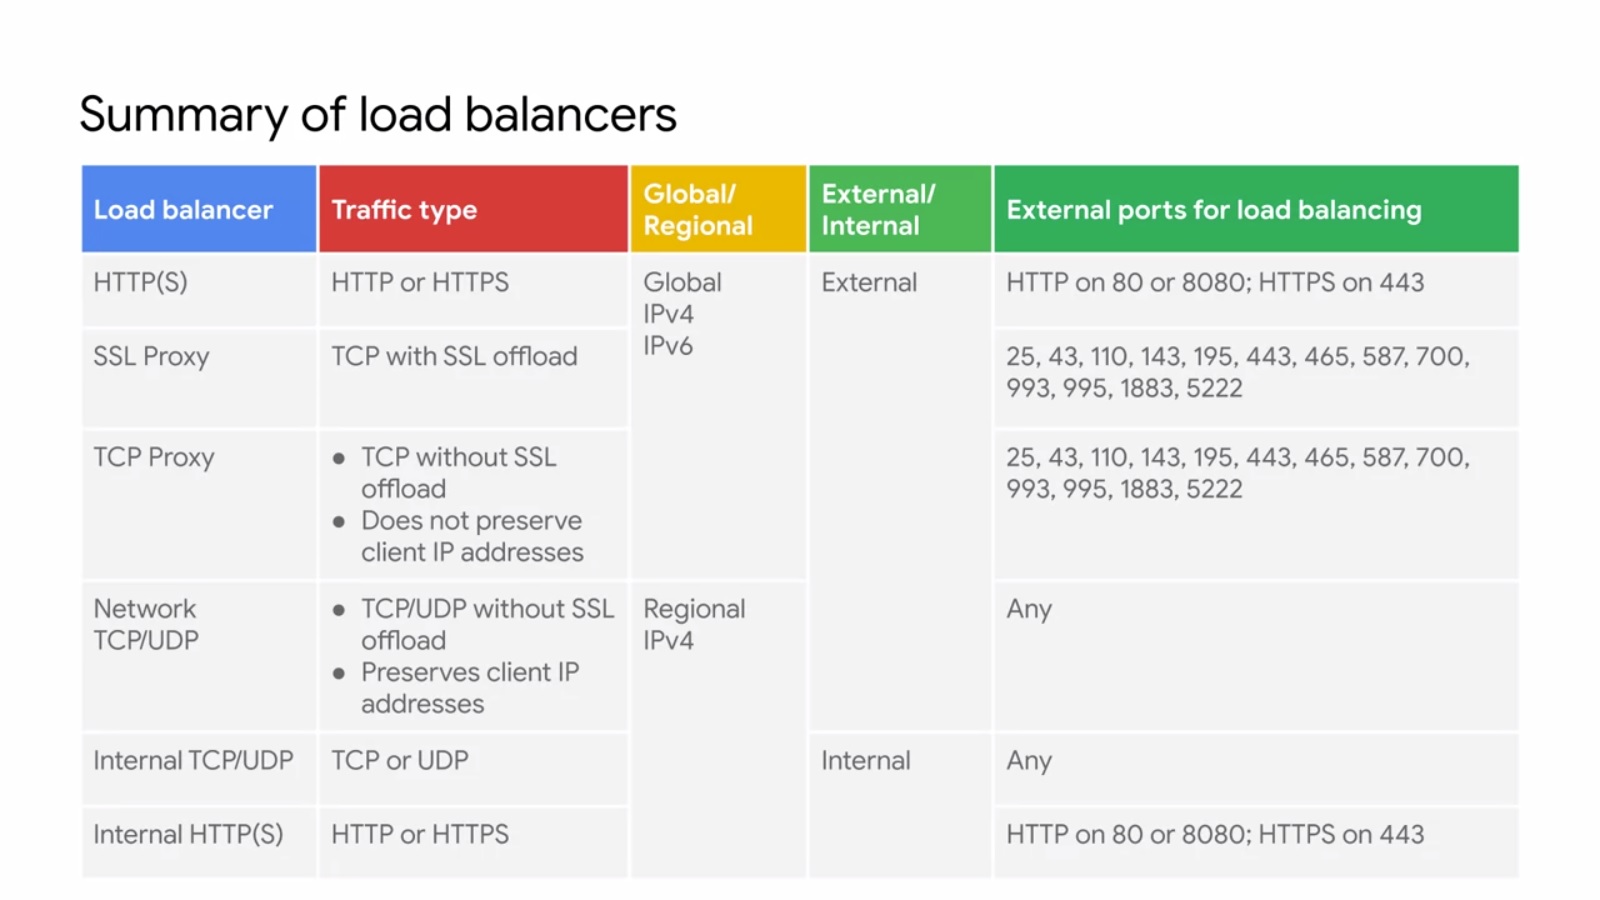 Summary of load balancers
Load balancer
Traffic type
Global/
Regional
External/
Internal
External ports for load balancing
HTTP(S)
HTTP or HTTPS
Global
IPv4
IPv6
External
HTTP on 80 or 8080; HTTPS on 443
SSL Proxy
TCP with SSL offload
25, 43, 110, 143, 195, 443, 465, 587, 700,
993, 995, 1883, 5222
TCP Proxy
● TCP without SSL
offload
● Does not preserve
client IP addresses
25, 43, 110, 143, 195, 443, 465, 587, 700,
993, 995, 1883, 5222
Network
TCP/UDP
● TCP/UDP without SSL
offload
● Preserves client IP
addresses
Regional
IPv4
Any
Internal TCP/UDP
TCP or UDP
Internal
Any
Internal HTTP(S)
HTTP or HTTPS
HTTP on 80 or 8080; HTTPS on 443